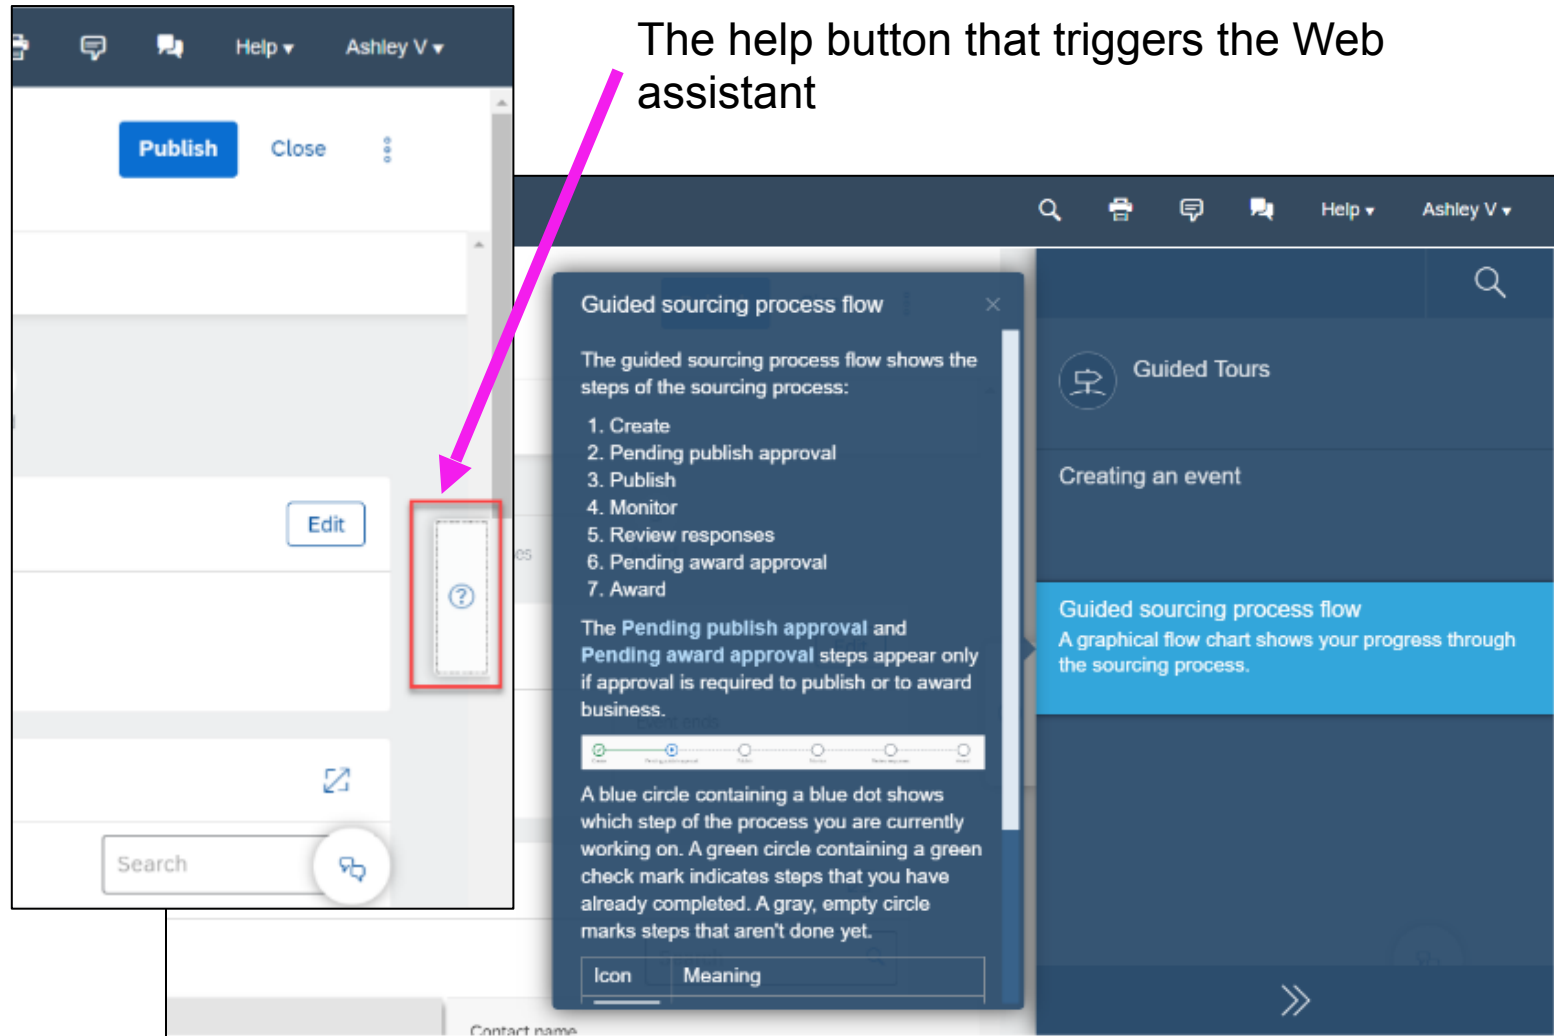 The help button that triggers the Web
assistant
Help ▾ Ashley V ▾
Publish Close
Edit
Search
Help ▾ Ashley V ▾
Guided sourcing process flow
The guided sourcing process flow shows the
steps of the sourcing process:
1. Create
2. Pending publish approval
3. Publish
4. Monitor
5. Review responses
6. Pending award approval
7. Award
The Pending publish approval and
Pending award approval steps appear only
if approval is required to publish or to award
business.
A blue circle containing a blue dot shows
which step of the process you are currently
working on. A green circle containing a green
check mark indicates steps that you have
already completed. A gray, empty circle
marks steps that aren't done yet.
Icon Meaning
Guided Tours
Creating an event
Guided sourcing process flow
A graphical flow chart shows your progress through
the sourcing process.
Event ends
Contact name